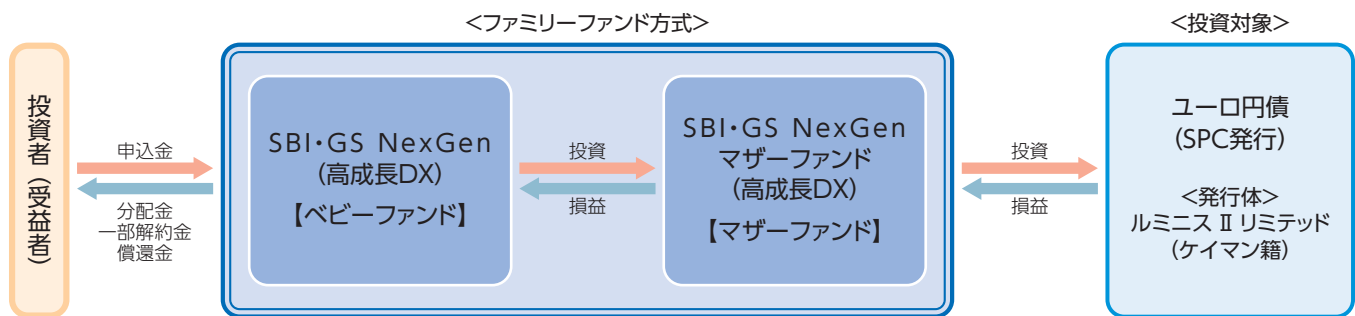 <ファミリーファンド方式>
<投資対象>
投資者（受益者）
申込金
分配金
一部解約金
償還金
SBI・GS NexGen
(高成長DX)
【ベビーファンド】
投資
損益
SBI・GS NexGen
マザーファンド
(高成長DX)
【マザーファンド】
投資
損益
ユーロ円債
(SPC発行)
<発行体>
ルミニス Ⅱ リミテッド
(ケイマン籍)